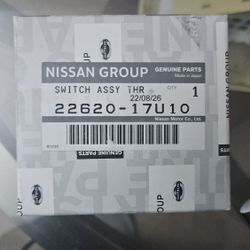 NISSAN GROUP
GENUINE PARTS
Made in Japan
SWITCH ASSY THR
QTY
1
22/08/26
22620-17U10
Nissan Motor Co., Ltd.
GENUINE PARTS